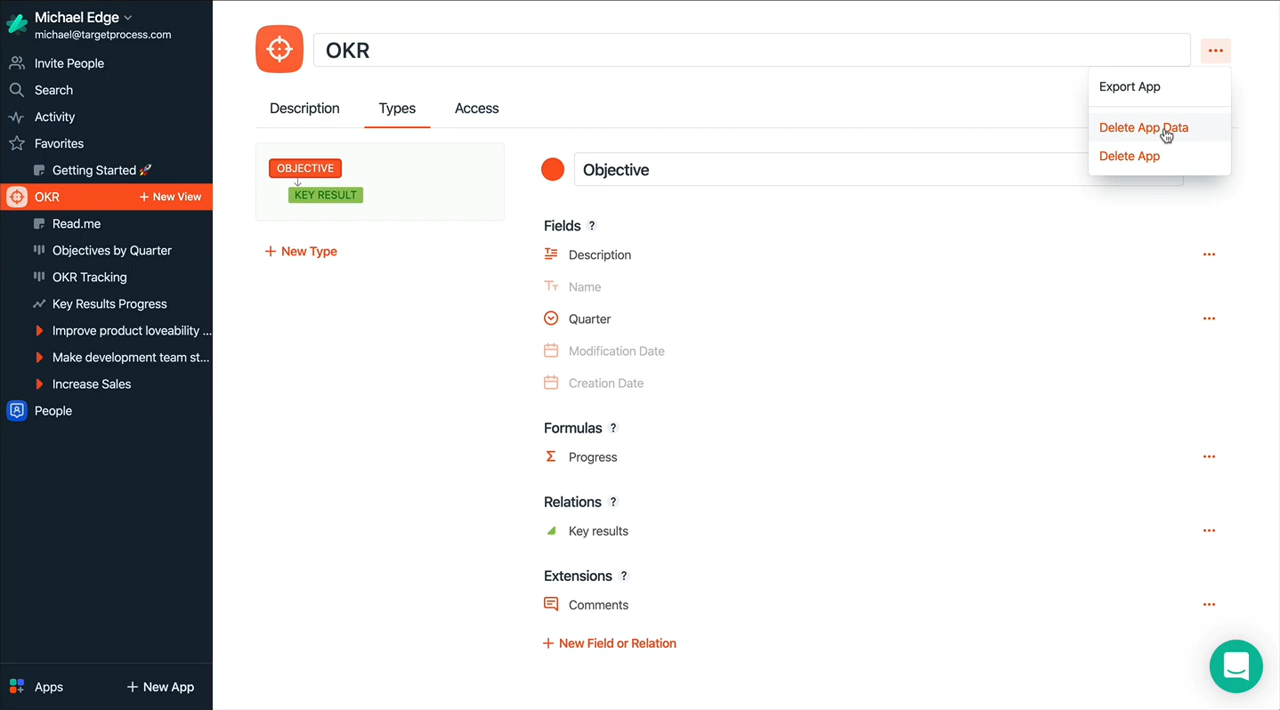 Michael Edge
michael@targetprocess.com
Invite People
Search
Activity
Favorites
Getting Started 🚀
OKR
+ New View
Read.me
Objectives by Quarter
OKR Tracking
Key Results Progress
Improve product loveability ...
Make development team st...
Increase Sales
People
Apps
+ New App
OKR
Export App
Delete App Data
Delete App
Description
Types
Access
OBJECTIVE
KEY RESULT
+ New Type
Objective
Fields ?
Description
Name
Quarter
Modification Date
Creation Date
Formulas ?
Progress
Relations ?
Key results
Extensions ?
Comments
+ New Field or Relation